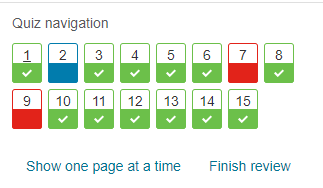 Quiz navigation
1 2 3 4 5 6 7 8
9 10 11 12 13 14 15
Show one page at a time Finish review